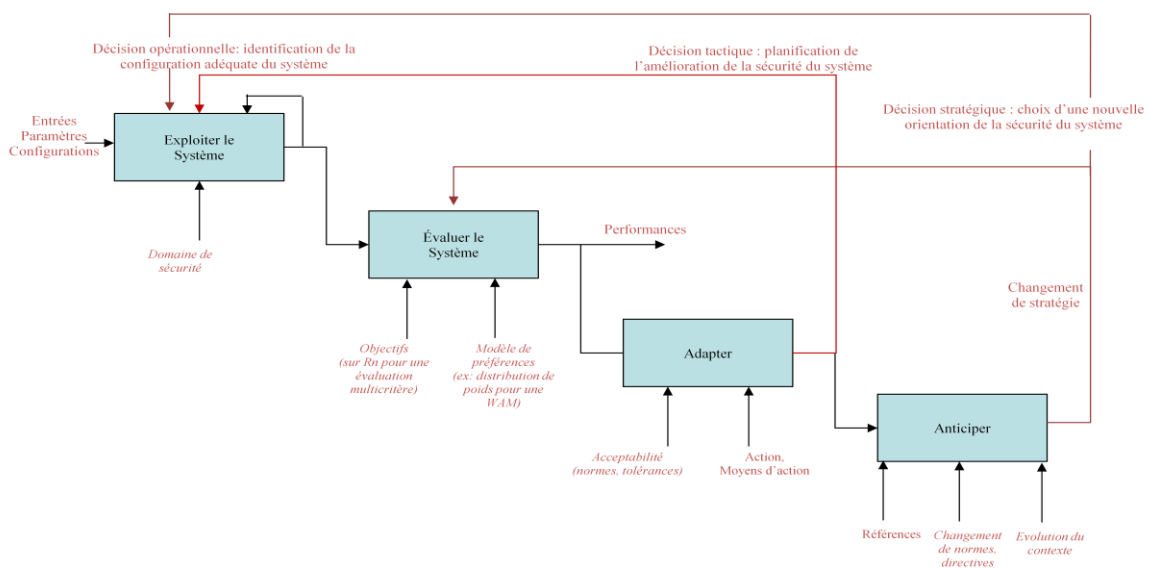 Décision opérationnelle: identification de la
configuration adéquate du système
Décision tactique : planification de
l’amélioration de la sécurité du système
Décision stratégique : choix d’une nouvelle
orientation de la sécurité du système
Entrées
Paramètres
Configurations
Exploiter le
Système
Domaine de
sécurité
Évaluer le
Système
Performances
Objectifs
(sur Rn pour une
évaluation
multicritère)
Modèle de
préférences
(ex: distribution de
poids pour une
WAM)
Changement
de stratégie
Adapter
Acceptabilité
(normes, tolérances)
Action,
Moyens d’action
Anticiper
Références
Changement
de normes,
directives
Evolution du
contexte